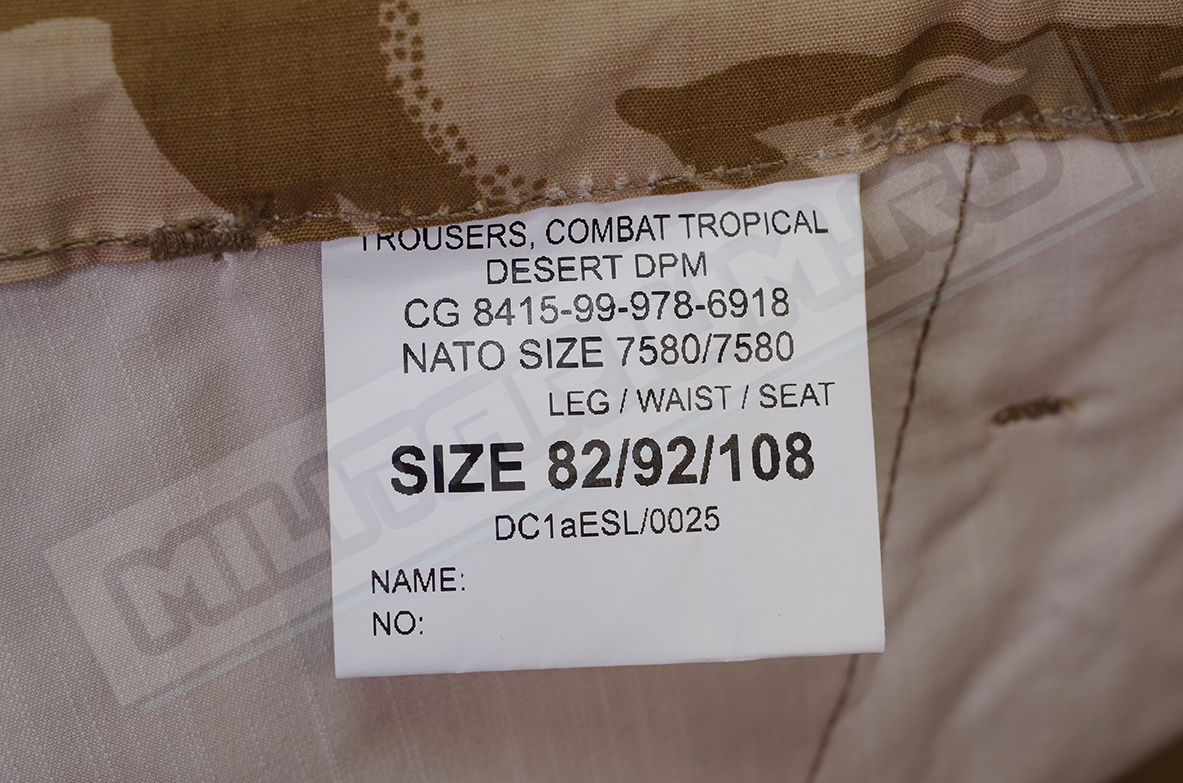 TROUSERS, COMBAT TROPICAL
DESERT DPM
CG 8415-99-978-6918
NATO SIZE 7580/7580
LEG / WAIST / SEAT
SIZE 82/92/108
DC1aESL/0025
NAME:
NO: